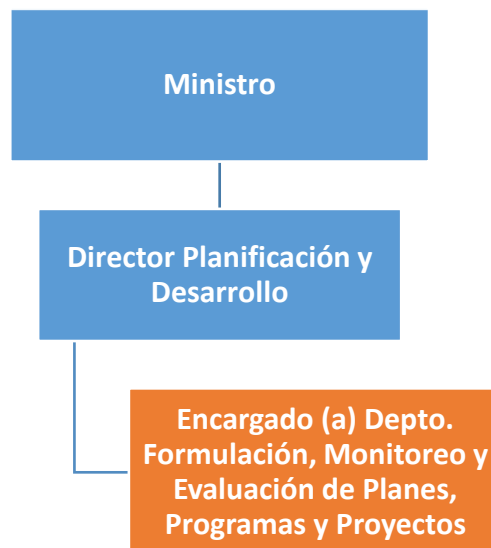 Ministro
Director Planificación y
Desarrollo
Encargado (a) Depto.
Formulación, Monitoreo y
Evaluación de Planes,
Programas y Proyectos